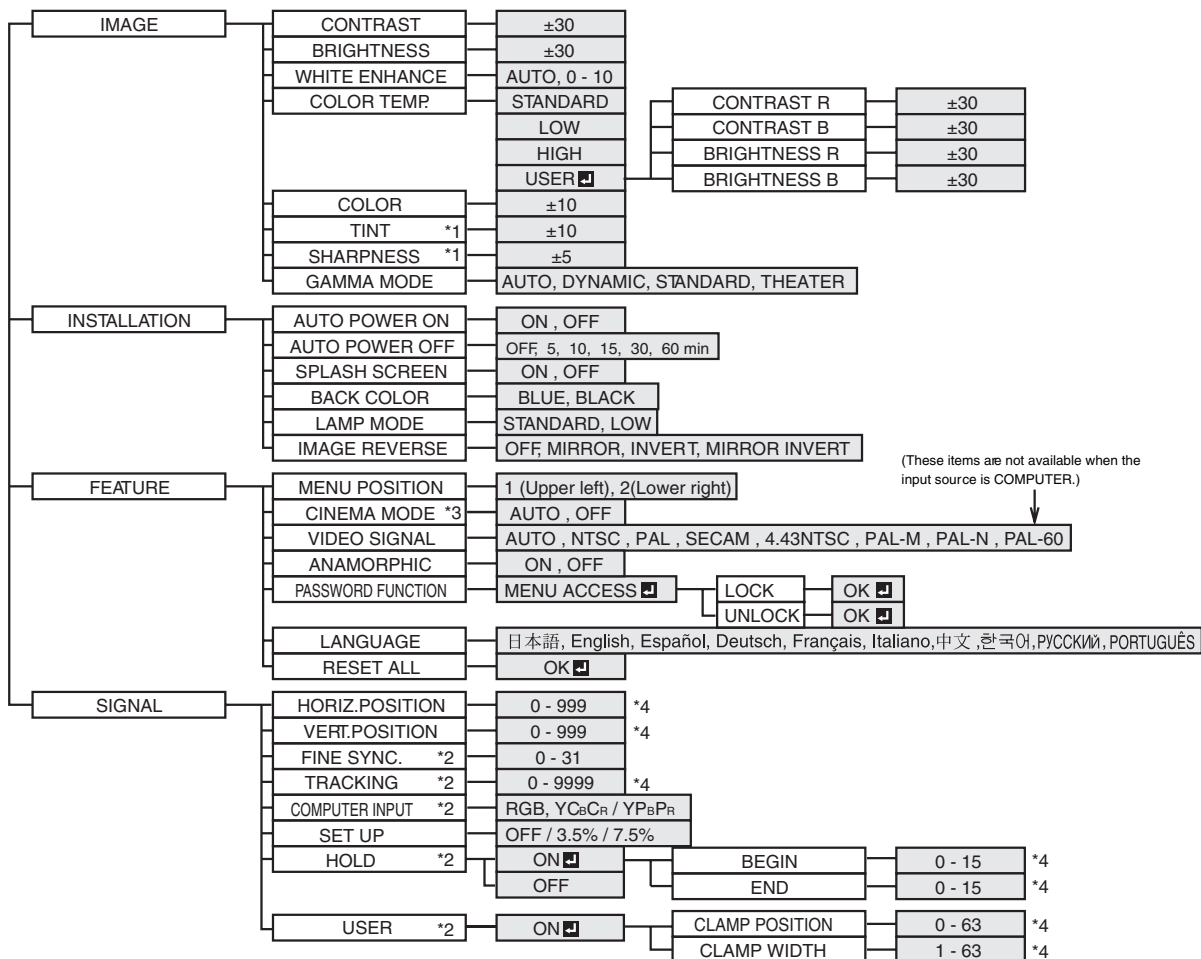 IMAGE CONTRAST ±30
BRIGHTNESS ±30
WHITE ENHANCE AUTO, 0 - 10
COLOR TEMP. STANDARD CONTRAST R ±30
LOW CONTRAST B ±30
HIGH BRIGHTNESS R ±30
USER BRIGHTNESS B ±30
COLOR ±10
TINT *1 ±10
SHARPNESS *1 ±5
GAMMA MODE AUTO, DYNAMIC, STANDARD, THEATER
INSTALLATION AUTO POWER ON ON , OFF
AUTO POWER OFF OFF, 5, 10, 15, 30, 60 min
SPLASH SCREEN ON , OFF
BACK COLOR BLUE, BLACK
LAMP MODE STANDARD, LOW
IMAGE REVERSE OFF, MIRROR, INVERT, MIRROR INVERT
(These items are not available when the
input source is COMPUTER.)
FEATURE MENU POSITION 1 (Upper left), 2(Lower right)
CINEMA MODE *3 AUTO , OFF
VIDEO SIGNAL AUTO , NTSC , PAL , SECAM , 4.43NTSC , PAL-M , PAL-N , PAL-60
ANAMORPHIC ON , OFF
PASSWORD FUNCTION MENU ACCESS LOCK OK
UNLOCK OK
LANGUAGE 日本語, English, Español, Deutsch, Français, Italiano,中文 ,한국어,РУССКИЙ, PORTUGUÊS
RESET ALL OK
SIGNAL HORIZ.POSITION 0 - 999 *4
VERT.POSITION 0 - 999 *4
FINE SYNC. *2 0 - 31
TRACKING *2 0 - 9999 *4
COMPUTER INPUT *2 RGB, YCBCR / YPBPR
SET UP OFF / 3.5% / 7.5%
HOLD *2 ON BEGIN 0 - 15 *4
OFF END 0 - 15 *4
USER *2 ON CLAMP POSITION 0 - 63 *4
CLAMP WIDTH 1 - 63 *4